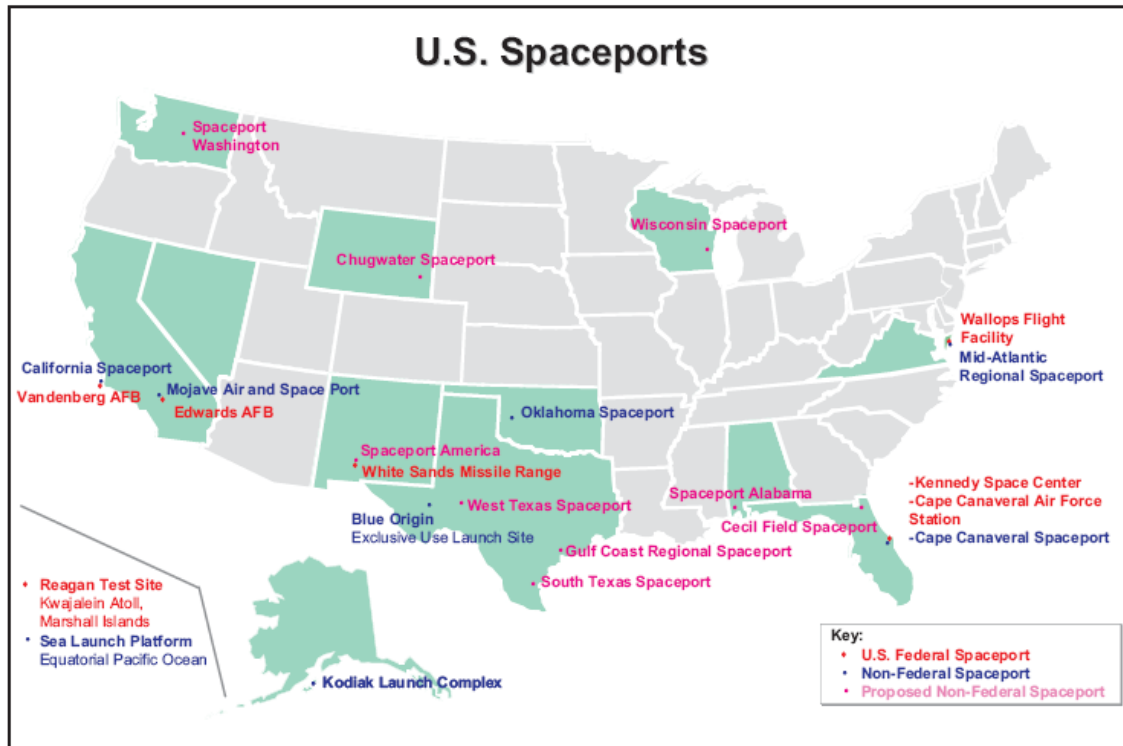 U.S. Spaceports
Spaceport
Washington
Wisconsin Spaceport
Chugwater Spaceport
Wallops Flight
Facility
Mid-Atlantic
Regional Spaceport
California Spaceport
Vandenberg AFB
Mojave Air and Space Port
Edwards AFB
Oklahoma Spaceport
Spaceport America
White Sands Missile Range
West Texas Spaceport
Blue Origin
Exclusive Use Launch Site
Spaceport Alabama
Cecil Field Spaceport
-Kennedy Space Center
-Cape Canaveral Air Force
Station
-Cape Canaveral Spaceport
Gulf Coast Regional Spaceport
South Texas Spaceport
Reagan Test Site
Kwajalein Atoll,
Marshall Islands
Sea Launch Platform
Equatorial Pacific Ocean
Kodiak Launch Complex
Key:
U.S. Federal Spaceport
Non-Federal Spaceport
Proposed Non-Federal Spaceport